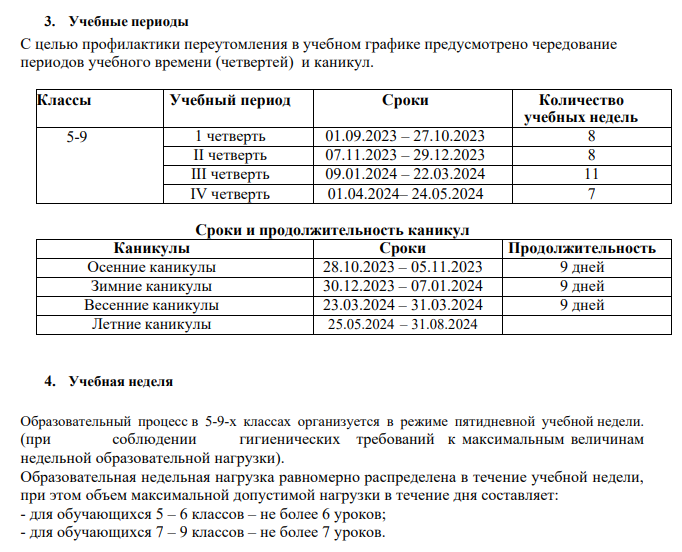 3. Учебные периоды
С целью профилактики переутомления в учебном графике предусмотрено чередование
периодов учебного времени (четвертей) и каникул.
Классы Учебный период Сроки Количество
учебных недель
5-9 1 четверть 01.09.2023 – 27.10.2023 8
II четверть 07.11.2023 – 29.12.2023 8
III четверть 09.01.2024 – 22.03.2024 11
IV четверть 01.04.2024– 24.05.2024 7
Сроки и продолжительность каникул
Каникулы Сроки Продолжительность
Осенние каникулы 28.10.2023 – 05.11.2023 9 дней
Зимние каникулы 30.12.2023 – 07.01.2024 9 дней
Весенние каникулы 23.03.2024 – 31.03.2024 9 дней
Летние каникулы 25.05.2024 – 31.08.2024
4. Учебная неделя
Образовательный процесс в 5-9-х классах организуется в режиме пятидневной учебной недели.
(при соблюдении гигиенических требований к максимальным величинам
недельной образовательной нагрузки).
Образовательная недельная нагрузка равномерно распределена в течение учебной недели,
при этом объем максимальной допустимой нагрузки в течение дня составляет:
- для обучающихся 5 – 6 классов – не более 6 уроков;
- для обучающихся 7 – 9 классов – не более 7 уроков.